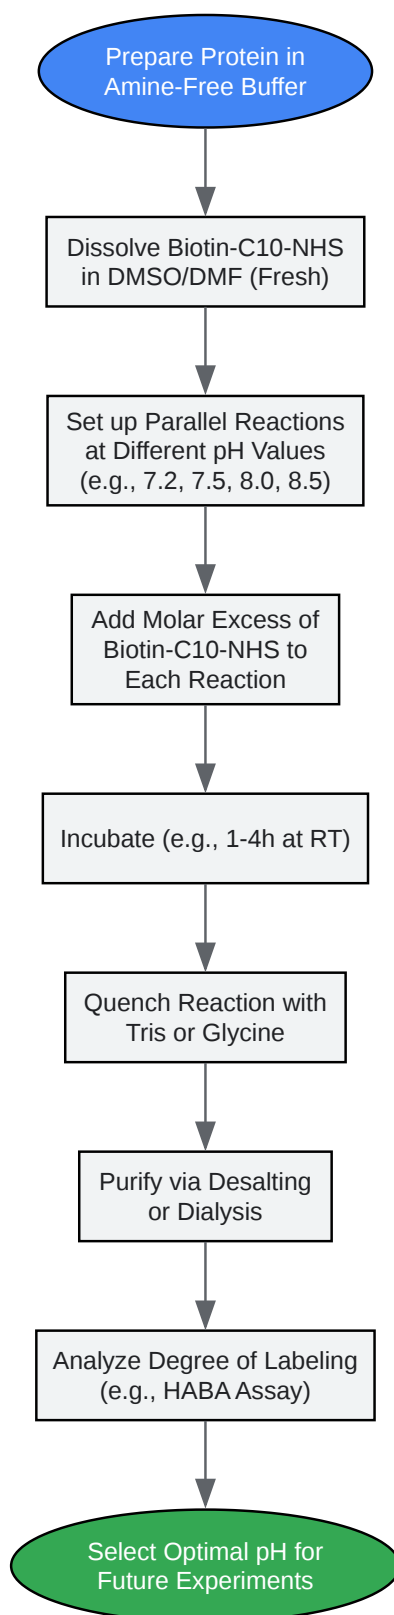 Prepare Protein in
Amine-Free Buffer
Dissolve Biotin-C10-NHS
in DMSO/DMF (Fresh)
Set up Parallel Reactions
at Different pH Values
(e.g., 7.2, 7.5, 8.0, 8.5)
Add Molar Excess of
Biotin-C10-NHS to
Each Reaction
Incubate (e.g., 1-4h at RT)
Quench Reaction with
Tris or Glycine
Purify via Desalting
or Dialysis
Analyze Degree of Labeling
(e.g., HABA Assay)
Select Optimal pH for
Future Experiments